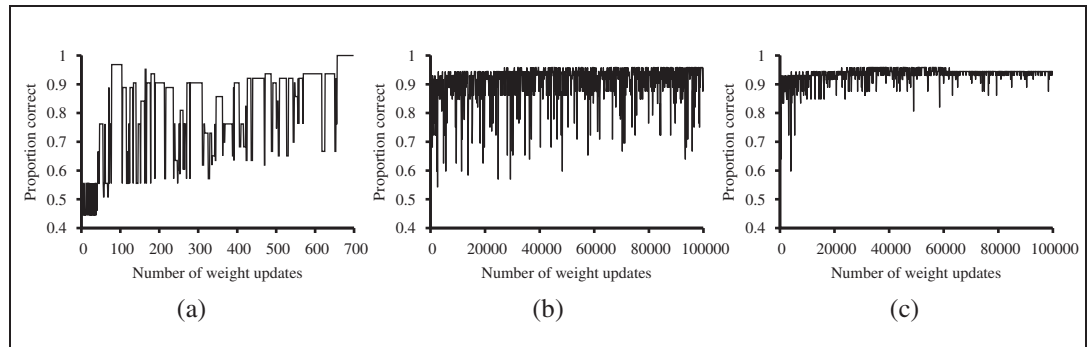 1
0.9
0.8
0.7
0.6
0.5
0.4
Proportion correct
0 100 200 300 400 500 600 700
Number of weight updates
(a)
1
0.9
0.8
0.7
0.6
0.5
0.4
Proportion correct
0 20000 40000 60000 80000 100000
Number of weight updates
(b)
1
0.9
0.8
0.7
0.6
0.5
0.4
Proportion correct
0 20000 40000 60000 80000 100000
Number of weight updates
(c)